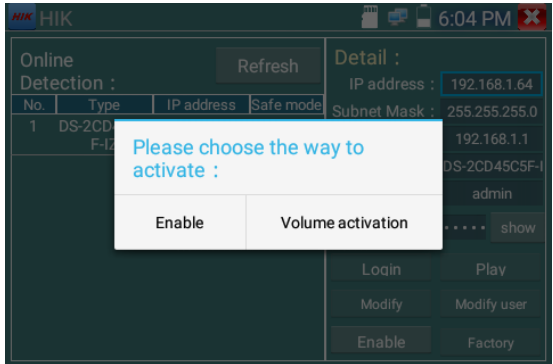 HIK HIK 6:04 PM
Online
Detection :
Refresh
No. Type IP address Safe mode
1 DS-2CD
F-IZ
Detail :
IP address : 192.168.1.64
Subnet Mask : 255.255.255.0
192.168.1.1
DS-2CD45C5F-I
admin
••••• show
Login Play
Modify Modify user
Enable Factory
Please choose the way to
activate :
Enable Volume activation